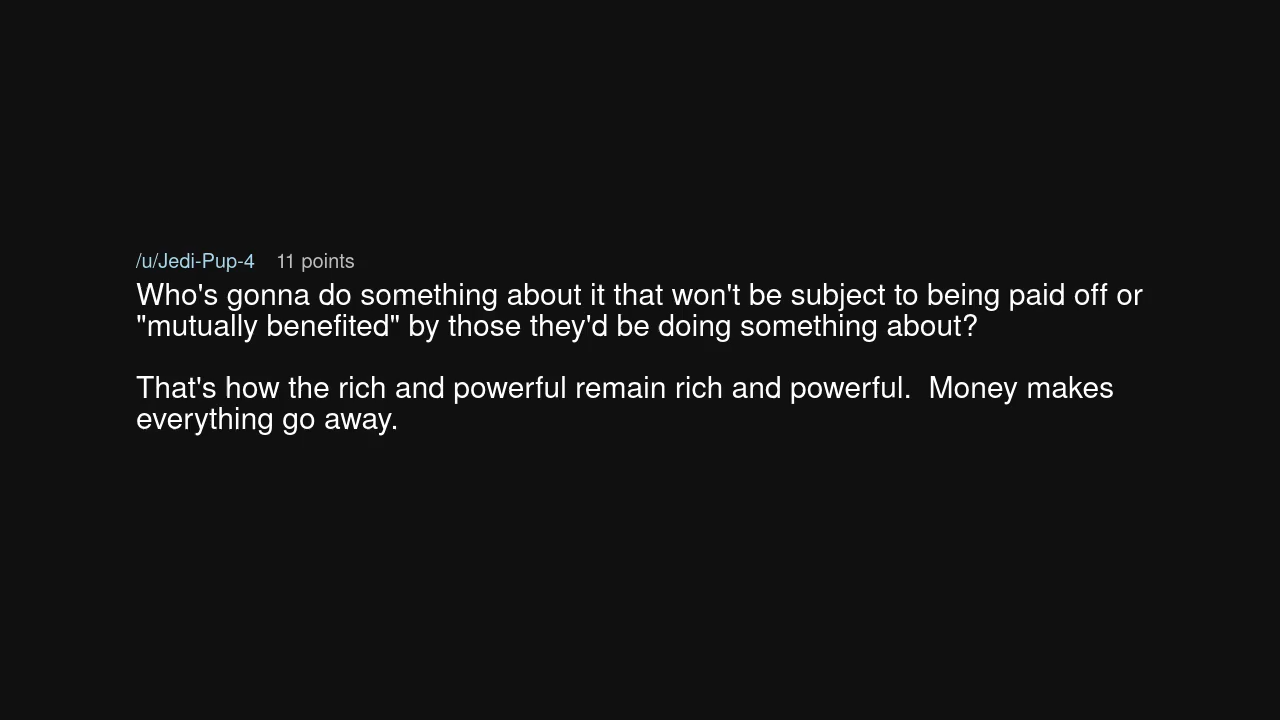 /u/Jedi-Pup-4 11 points
Who's gonna do something about it that won't be subject to being paid off or
"mutually benefited" by those they'd be doing something about?
That's how the rich and powerful remain rich and powerful.  Money makes
everything go away.